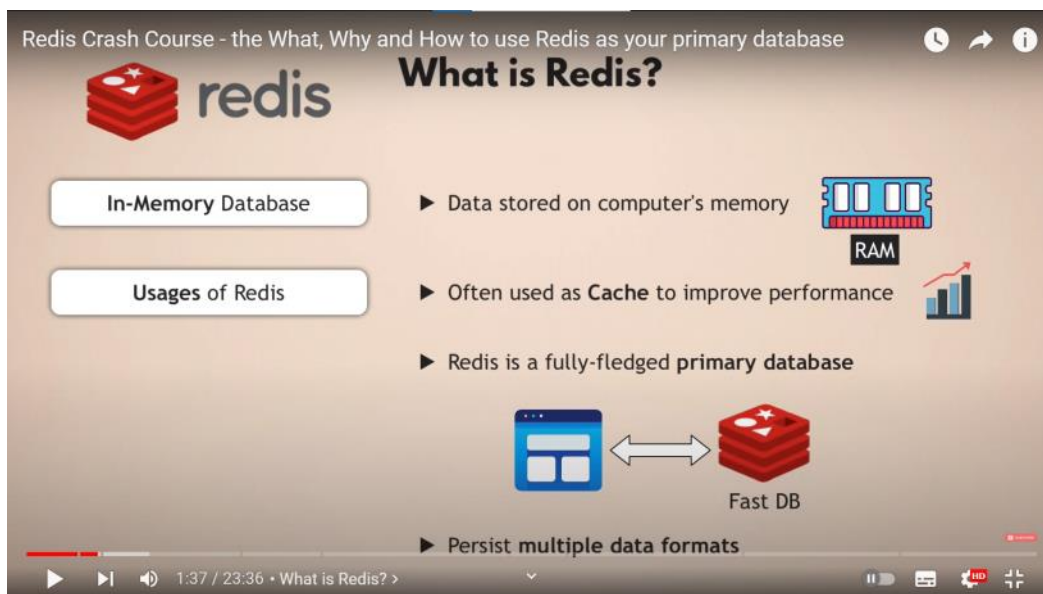 Redis Crash Course - the What, Why and How to use Redis as your primary database
redis
What is Redis?
In-Memory Database
▶ Data stored on computer's memory
RAM
Usages of Redis
▶ Often used as Cache to improve performance
▶ Redis is a fully-fledged primary database
Fast DB
▶ Persist multiple data formats
1:37 / 23:36 • What is Redis? >
HD